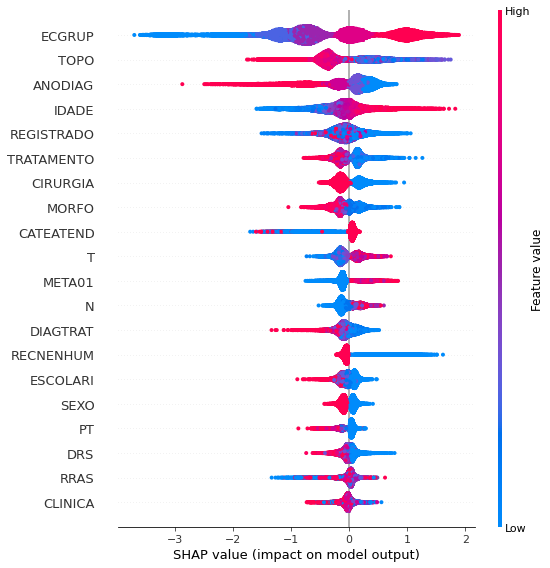 High
ECGRUP
TOPO
ANODIAG
IDADE
REGISTRADO
TRATAMENTO
CIRURGIA
MORFO
CATEATEND
T
META01
N
DIAGTRAT
RECNENHUM
ESCOLARI
SEXO
PT
DRS
RRAS
CLINICA
Feature value
Low
−3 −2 −1 0 1 2
SHAP value (impact on model output)